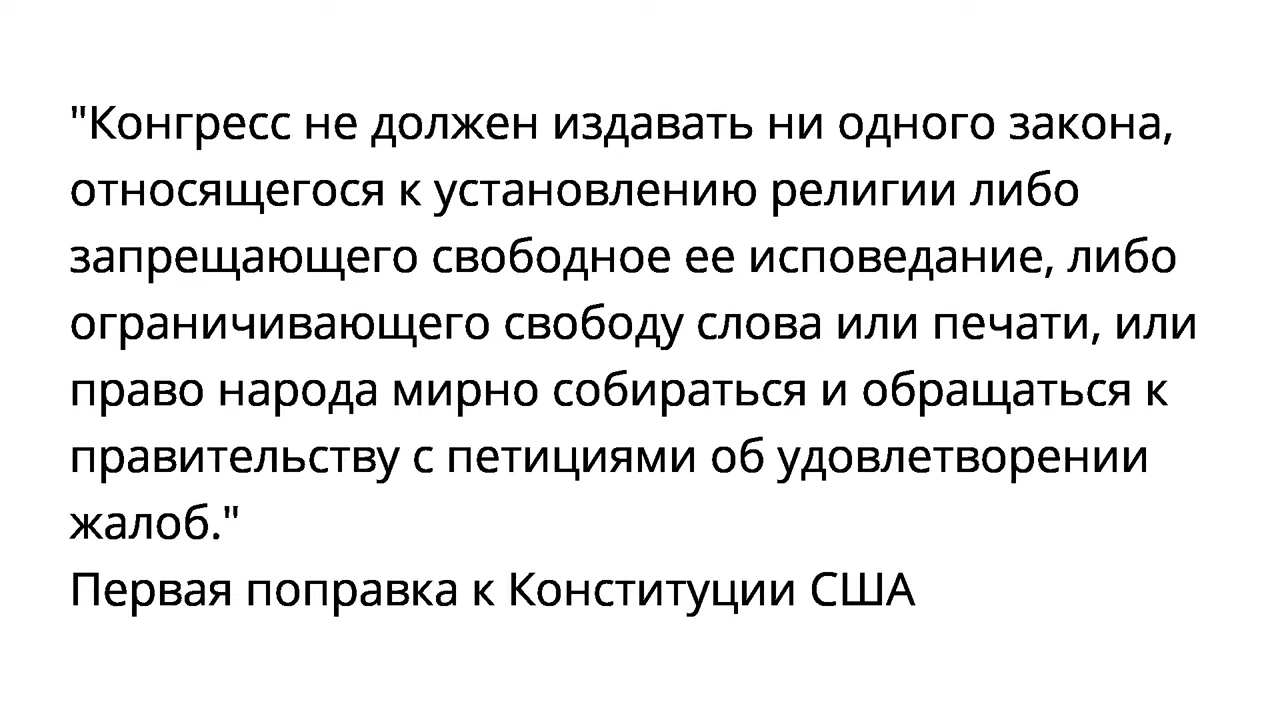 "Конгресс не должен издавать ни одного закона,
относящегося к установлению религии либо
запрещающего свободное ее исповедание, либо
ограничивающего свободу слова или печати, или
право народа мирно собираться и обращаться к
правительству с петициями об удовлетворении
жалоб."
Первая поправка к Конституции США